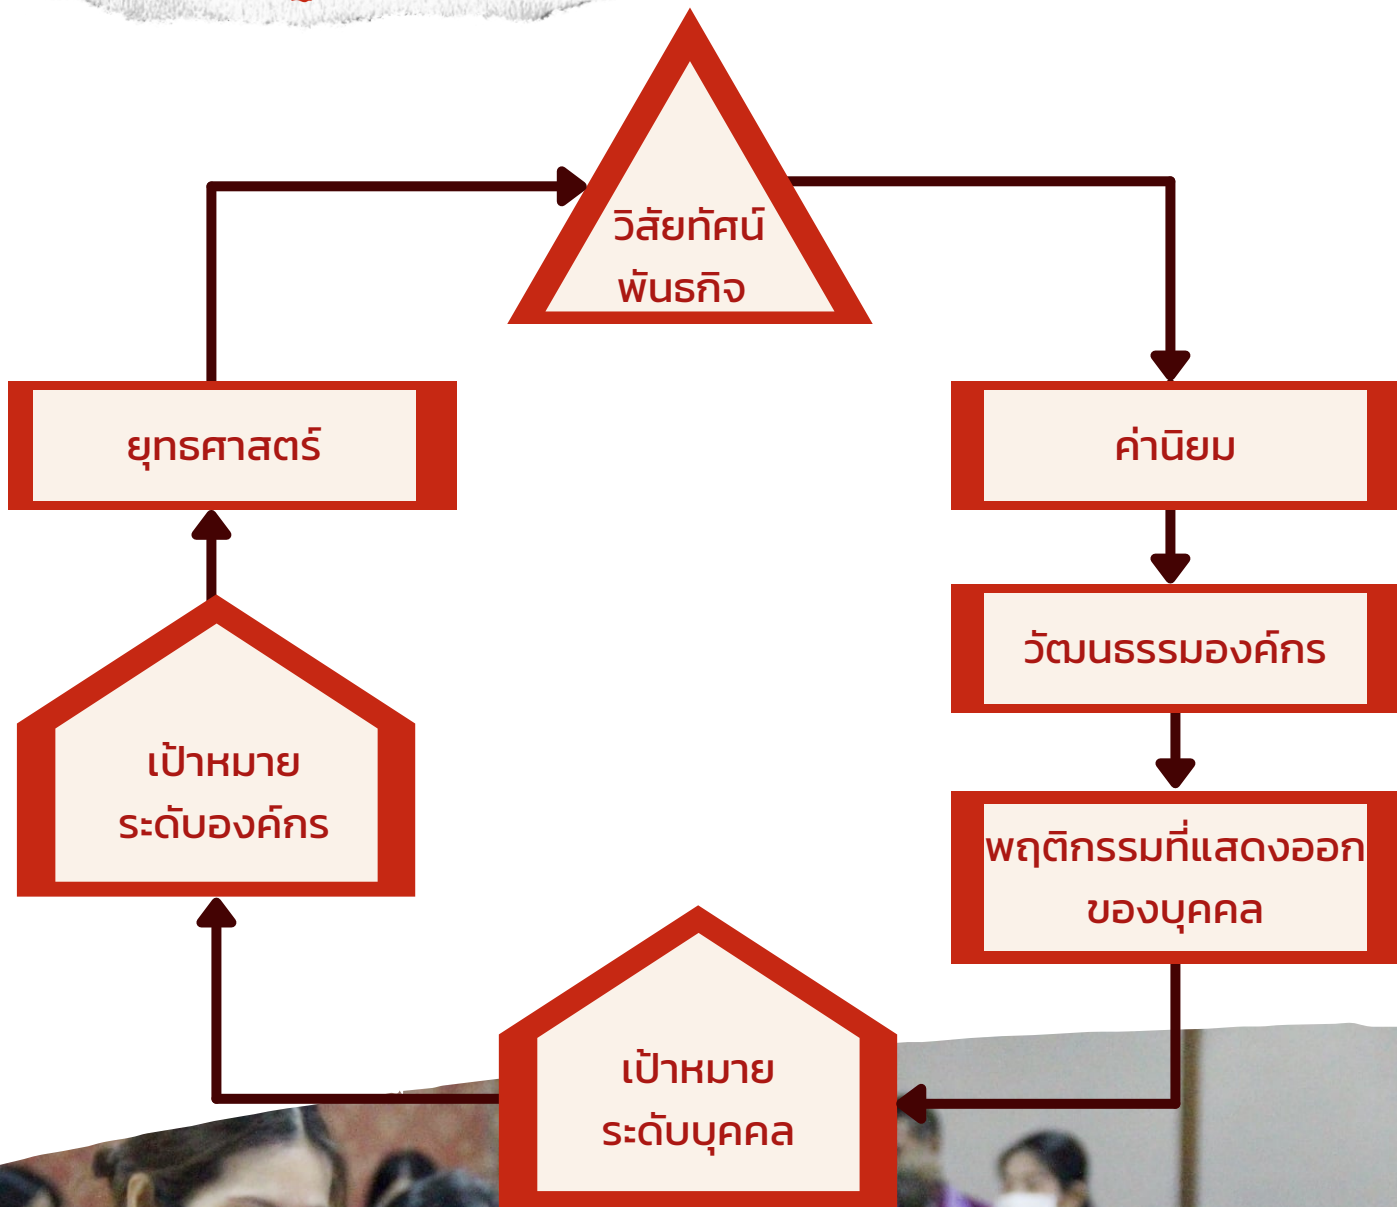 วิสัยทัศน์
พันธกิจ
ยุทธศาสตร์
ค่านิยม
วัฒนธรรมองค์กร
เป้าหมาย
ระดับองค์กร
พฤติกรรมที่แสดงออก
ของบุคคล
เป้าหมาย
ระดับบุคคล